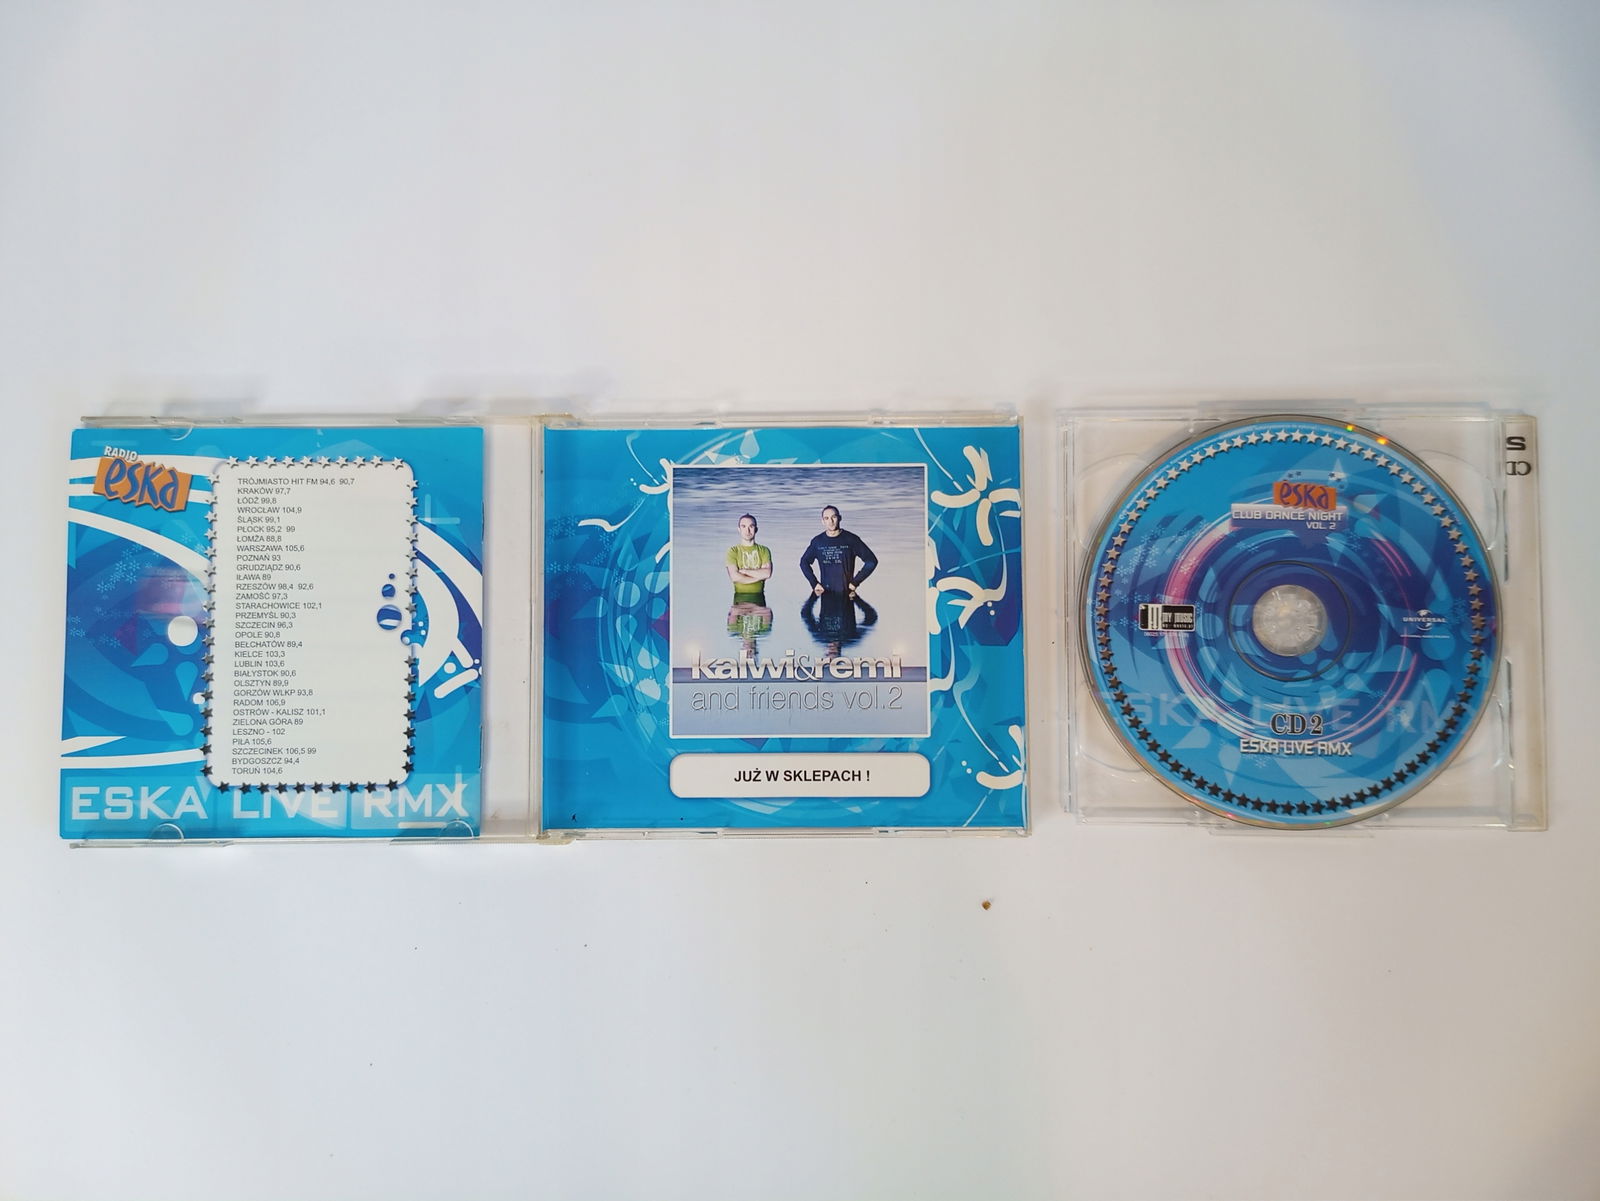 RADIO
eska
TRÓJMIASTO HIT FM 94,6 90,7
KRAKÓW 97,7
ŁÓDŹ 99,8
WROCŁAW 104,9
ŚLĄSK 99,1
PŁOCK 95,2 99
ŁOMŻA 88,8
WARSZAWA 105,6
POZNAŃ 93
GRUDZIĄDZ 90,6
IŁAWA 89
RZESZÓW 98,4 92,6
ZAMOŚĆ 97,3
STARACHOWICE 102,1
PRZEMYŚL 90,3
SZCZECIN 96,3
OPOLE 90,8
BEŁCHATÓW 89,4
KIELCE 103,3
LUBLIN 103,6
BIAŁYSTOK 90,6
OLSZTYN 89,9
GORZÓW WLKP 93,8
RADOM 106,9
OSTRÓW - KALISZ 101,1
ZIELONA GÓRA 89
LESZNO - 102
PIŁA 105,6
SZCZECINEK 106,5 99
BYDGOSZCZ 94,4
TORUŃ 104,6
ESKA LIVE RMX
kalwi&remi
and friends vol.2
JUŻ W SKLEPACH !
eska
CLUB DANCE NIGHT
VOL. 2
MY MUSIC
UNIVERSAL
CD2
ESKA LIVE RMX